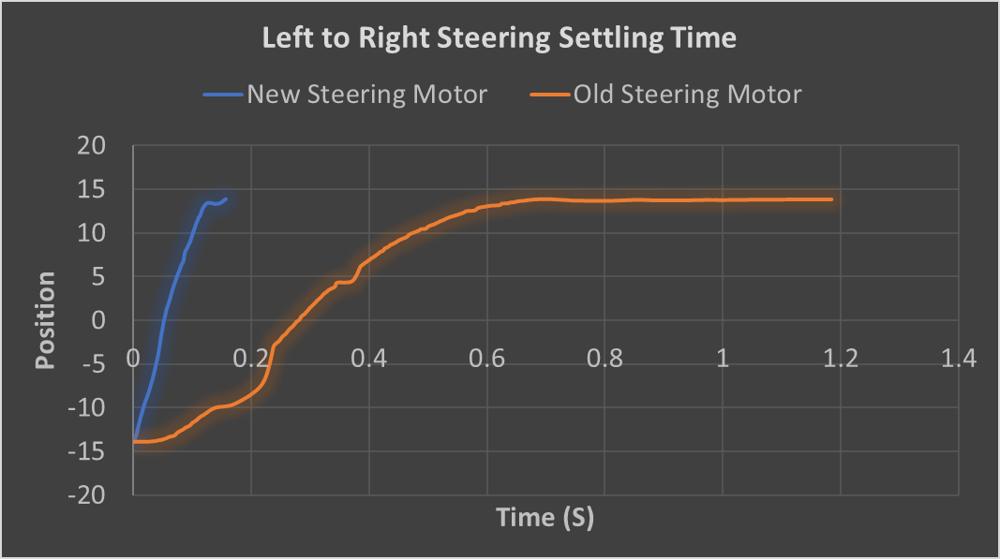 Left to Right Steering Settling Time
New Steering Motor Old Steering Motor
20
15
10
5
0
-5
-10
-15
-20
0 0.2 0.4 0.6 0.8 1 1.2 1.4
Position
Time (S)